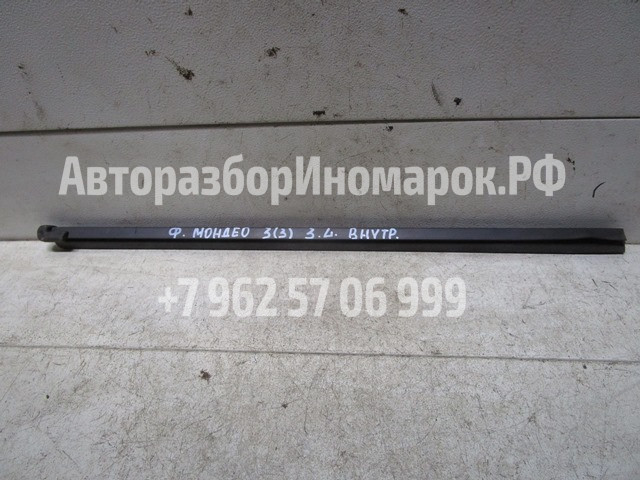 АвторазборИномарок.РФ
Ф. МОНДЕО 3(3) З.Л. ВНУТР.
+7 962 57 06 999